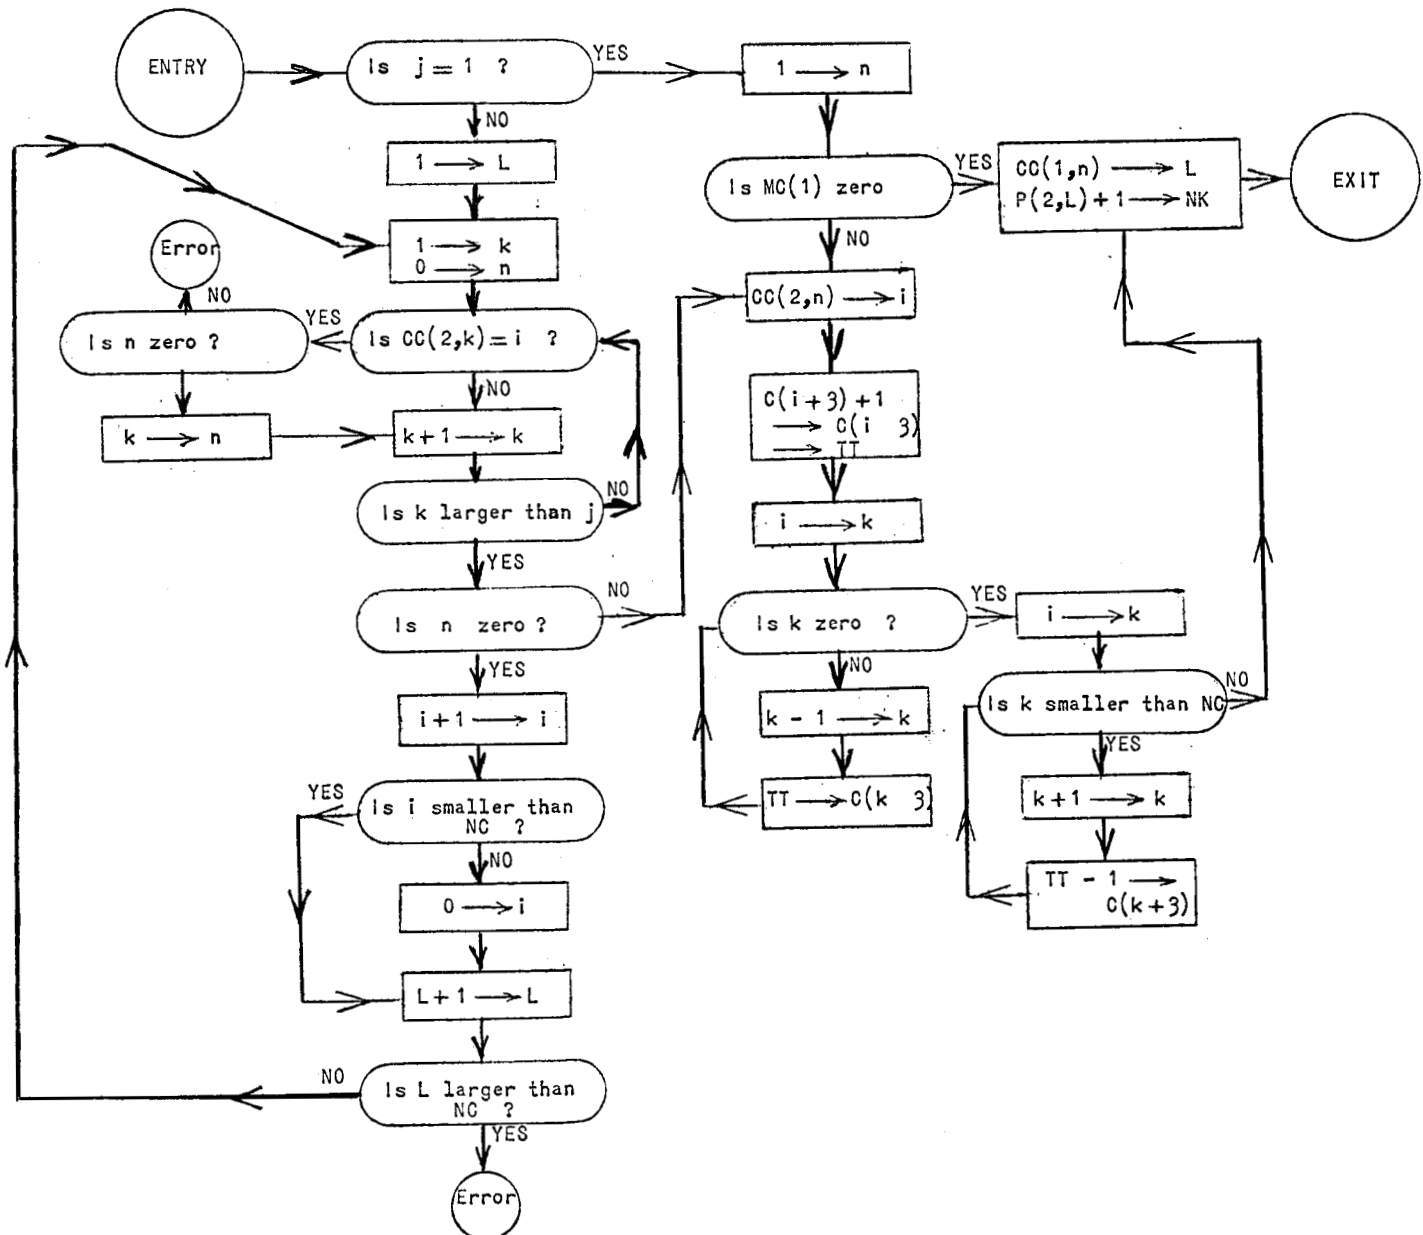 ENTRY
Is j = 1 ?
YES
1 → n
NO
1 → L
Is MC(1) zero
YES
CC(1,n) → L
P(2,L)+1 → NK
EXIT
1 → k
0 → n
NO
Error
NO
Is n zero ?
YES
Is CC(2,k) = i ?
CC(2,n) → i
NO
k → n
k+1 → k
C(i+3)+1
→ C(i 3)
→ TT
Is k larger than j
NO
i → k
YES
Is n zero ?
NO
Is k zero ?
YES
i → k
YES
NO
i+1 → i
k - 1 → k
Is k smaller than NC
NO
YES
YES
Is i smaller than
NC ?
TT → C(k 3)
k+1 → k
NO
0 → i
TT - 1 →
C(k+3)
L+1 → L
NO
Is L larger than
NC ?
YES
Error